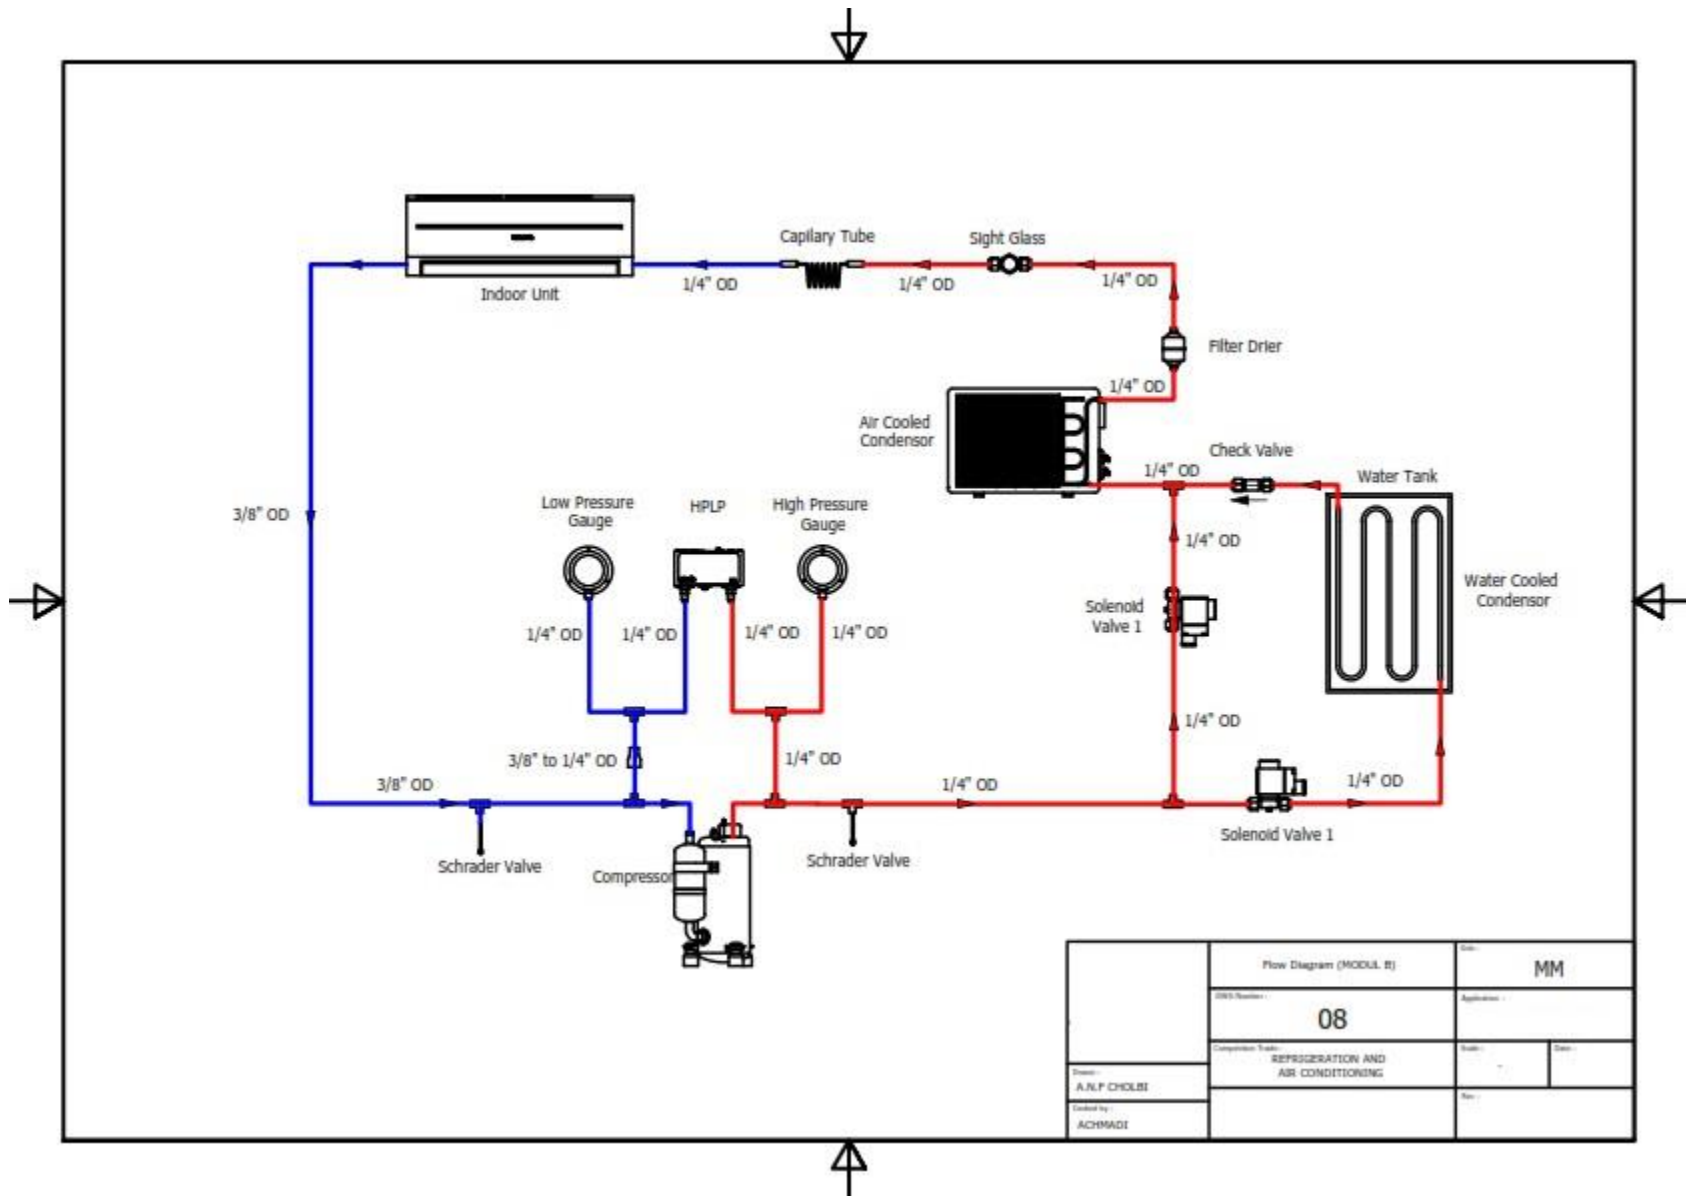 Capilary Tube
Sight Glass
1/4" OD
1/4" OD
1/4" OD
Indoor Unit
Filter Drier
1/4" OD
Air Cooled
Condensor
Check Valve
1/4" OD
Water Tank
3/8" OD
Low Pressure
Gauge
HPLP
High Pressure
Gauge
1/4" OD
Water Cooled
Condensor
Solenoid
Valve 1
1/4" OD
1/4" OD
1/4" OD
1/4" OD
1/4" OD
3/8" to 1/4" OD
1/4" OD
3/8" OD
1/4" OD
1/4" OD
Solenoid Valve 1
Schrader Valve
Schrader Valve
Compressor
Flow Diagram (MODUL B)
MM
08
REFRIGERATION AND
AIR CONDITIONING
A.N.F CHOLBI
ACHMADI